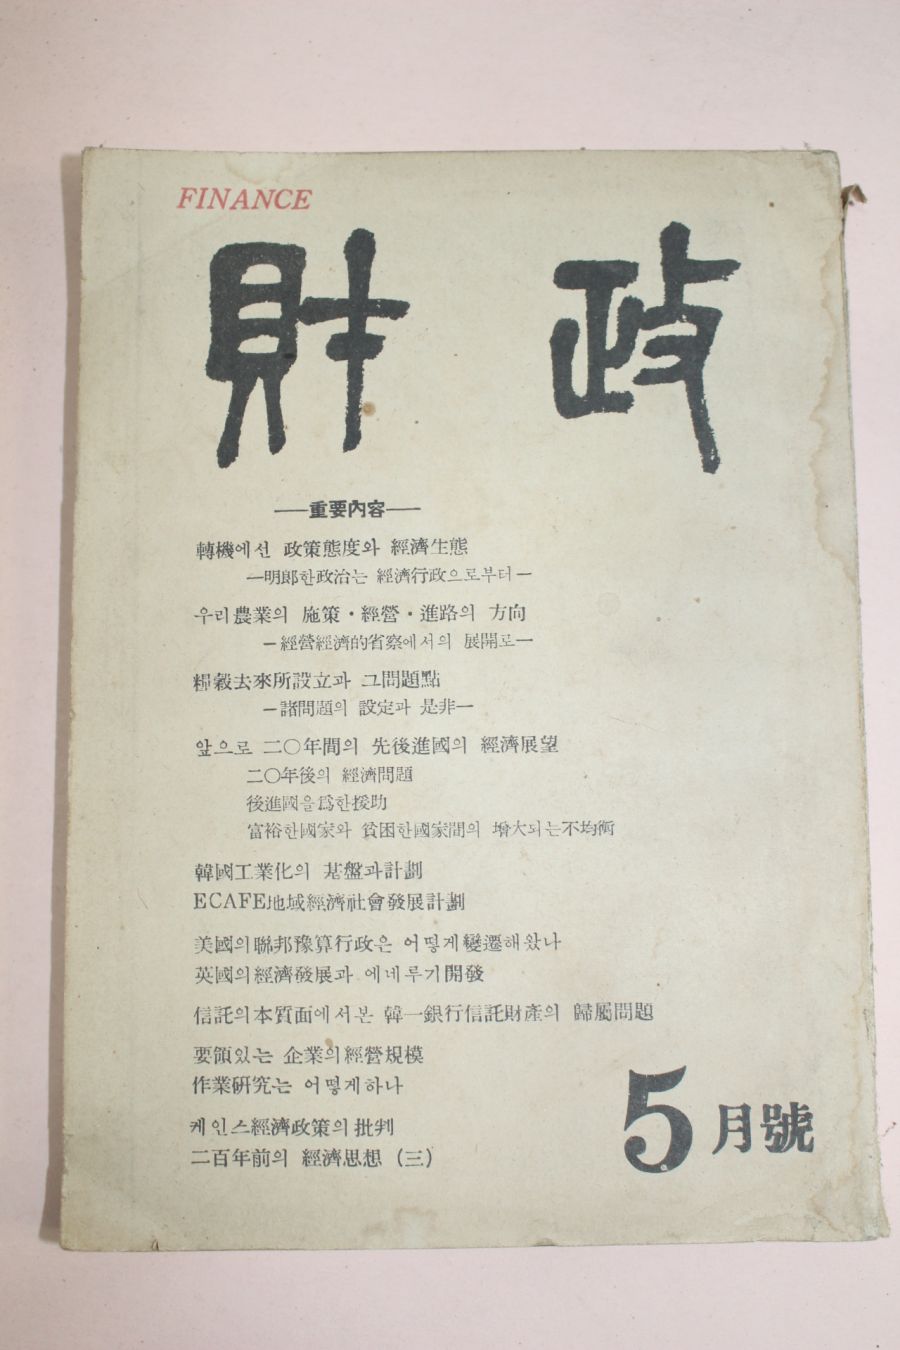 FINANCE
財政
—重要內容—
轉機에선 政策態度와 經濟生態
—明郞한政治는 經濟行政으로부터—
우리農業의 施策·經營·進路의 方向
—經營經濟的省察에서의 展開로—
糧穀去來所設立과 그問題點
—諸問題의 設定과 是非—
앞으로 二○年間의 先後進國의 經濟展望
二○年後의 經濟問題
後進國을爲한援助
富裕한國家와 貧困한國家間의 增大되는不均衡
韓國工業化의 基盤과計劃
ECAFE地域經濟社會發展計劃
美國의聯邦豫算行政은 어떻게變遷해왔나
英國의經濟發展과 에네루기開發
信託의本質面에서본 韓一銀行信託財產의 歸屬問題
要領있는 企業의經營規模
作業硏究는 어떻게하나
케인스經濟政策의批判
二百年前의 經濟思想 (三)
5月號